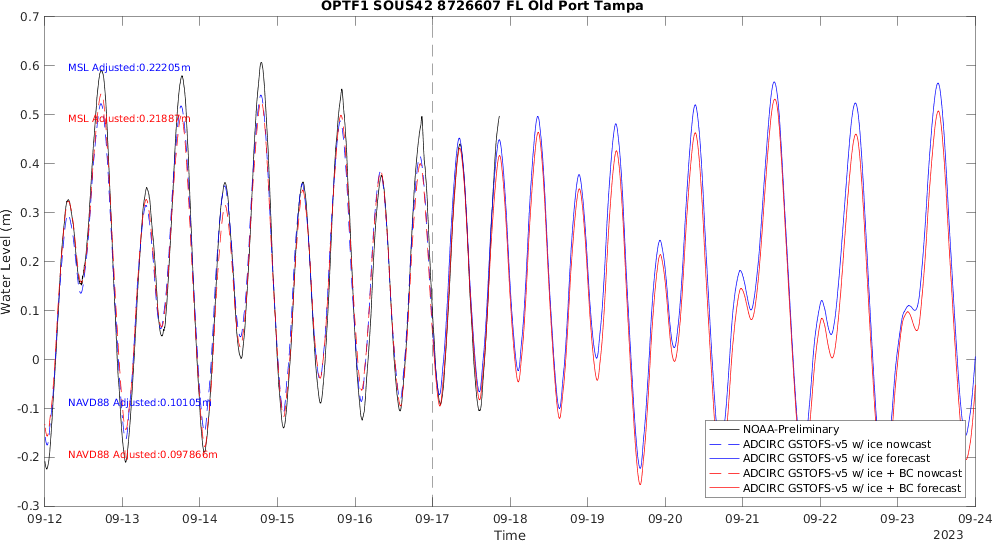 OPTF1 SOUS42 8726607 FL Old Port Tampa
0.7
0.6
0.5
0.4
0.3
0.2
0.1
0
-0.1
-0.2
-0.3
Water Level (m)
MSL Adjusted:0.22205m
MSL Adjusted:0.21887m
NAVD88 Adjusted:0.10105m
NAVD88 Adjusted:0.097866m
NOAA-Preliminary
ADCIRC GSTOFS-v5 w/ ice nowcast
ADCIRC GSTOFS-v5 w/ ice forecast
ADCIRC GSTOFS-v5 w/ ice + BC nowcast
ADCIRC GSTOFS-v5 w/ ice + BC forecast
09-12 09-13 09-14 09-15 09-16 09-17 09-18 09-19 09-20 09-21 09-22 09-23 09-24
Time
2023